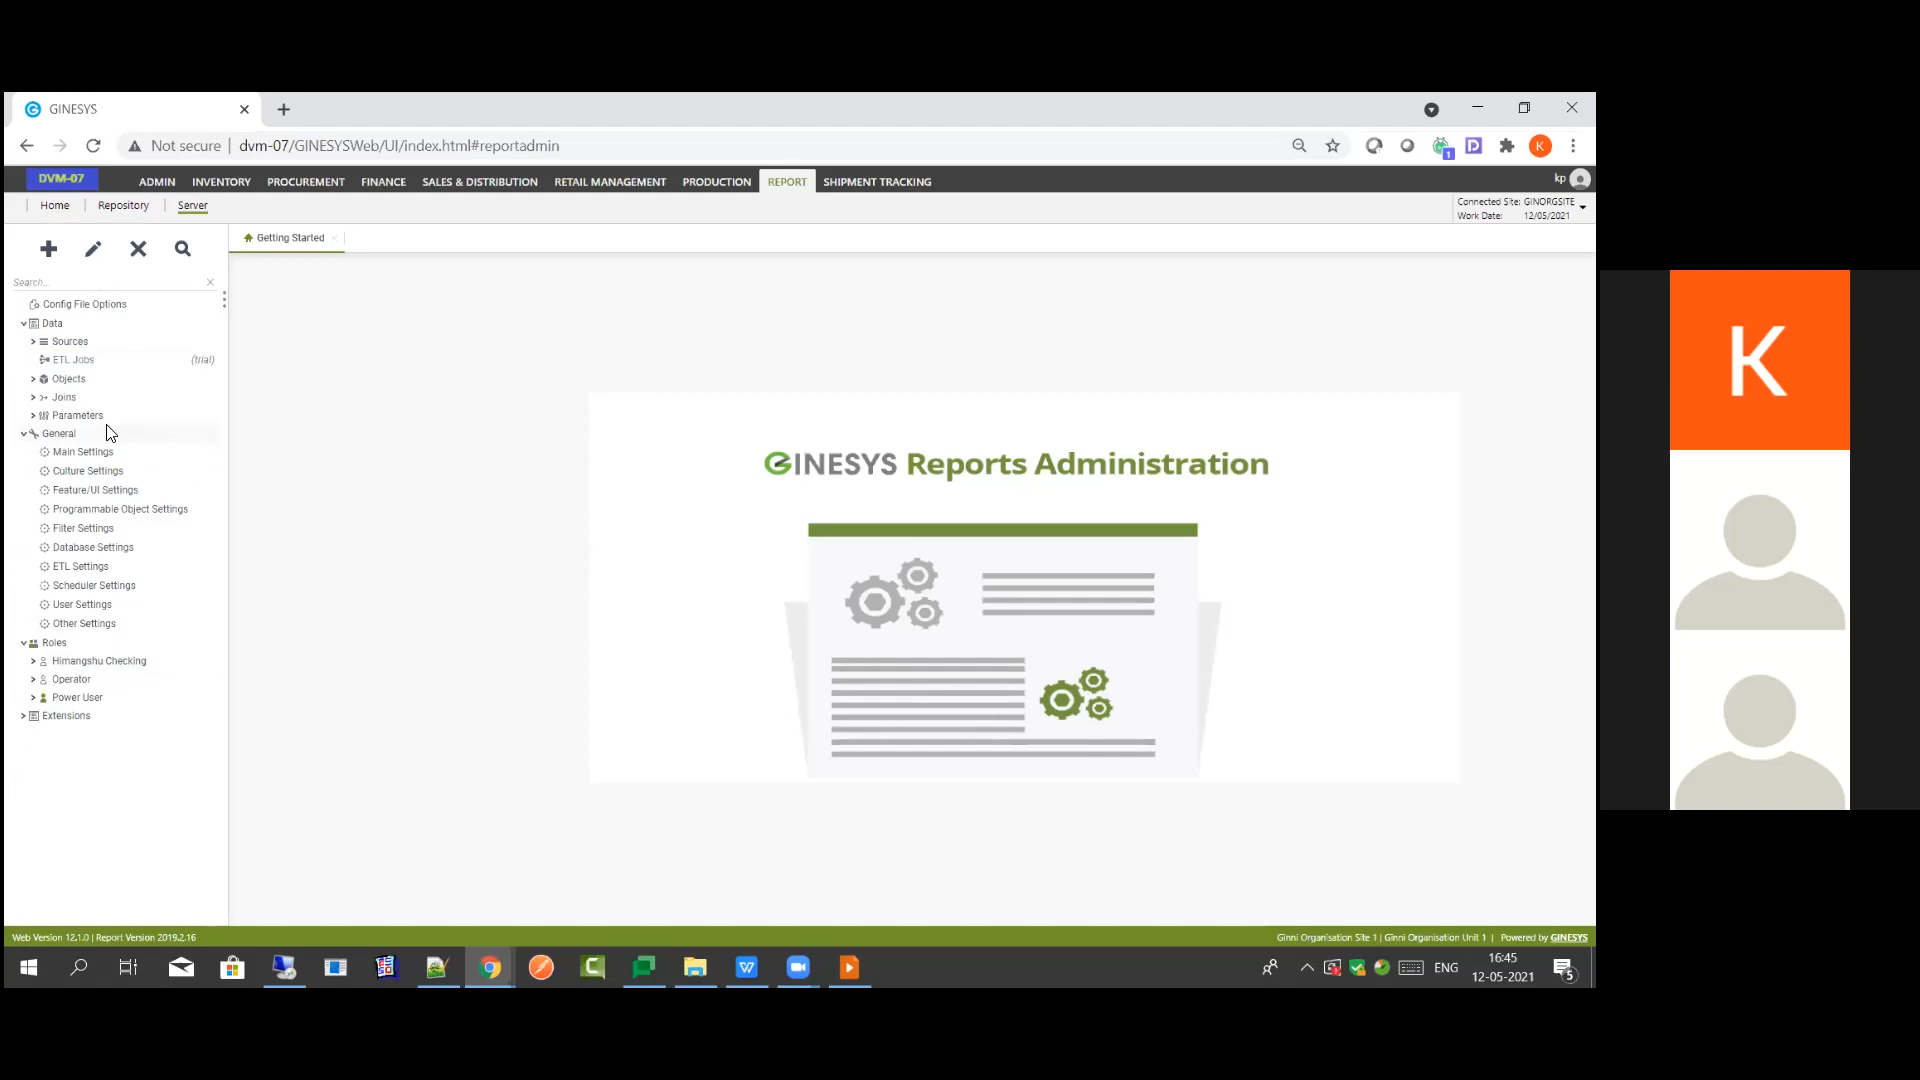 GINESYS
Not secure | dvm-07/GINESYSWeb/UI/index.html#reportadmin
K
1
DVM-07
ADMIN INVENTORY PROCUREMENT FINANCE SALES & DISTRIBUTION RETAIL MANAGEMENT PRODUCTION REPORT SHIPMENT TRACKING
kp
Home Repository Server
Connected Site: GINORGSITE
Work Date: 12/05/2021
Getting Started
Search...
Config File Options
Data
Sources
ETL Jobs (trial)
Objects
Joins
Parameters
General
Main Settings
Culture Settings
Feature/UI Settings
Programmable Object Settings
Filter Settings
Database Settings
ETL Settings
Scheduler Settings
User Settings
Other Settings
Roles
Himangshu Checking
Operator
Power User
Extensions
GINESYS Reports Administration
K
Web Version 12.1.0 | Report Version 2019.2.16
Ginni Organisation Site 1 | Ginni Organisation Unit 1 | Powered by GINESYS
ENG
16:45
12-05-2021
5